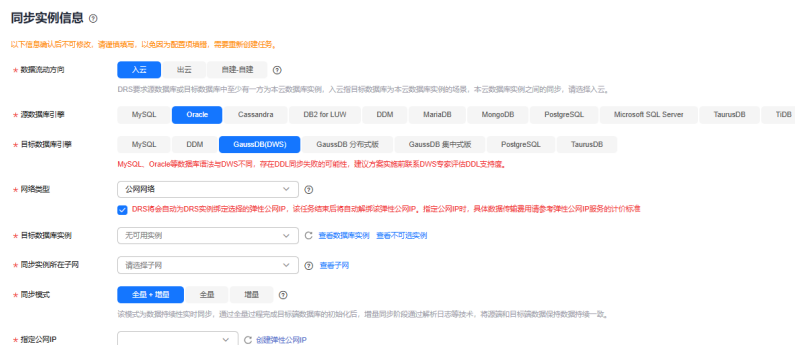 同步实例信息
以下信息确认后不可修改，请谨慎填写，以免因为配置项填错，需要重新创建任务。
* 数据流动方向 入云 出云 自建-自建
DRS要求源数据库或目标数据库中至少有一方为本云数据库实例，入云指目标数据库为本云数据库实例的场景，本云数据库实例之间的同步，请选择入云。
* 源数据库引擎 MySQL Oracle Cassandra DB2 for LUW DDM MariaDB MongoDB PostgreSQL Microsoft SQL Server TaurusDB TiDB
* 目标数据库引擎 MySQL DDM GaussDB(DWS) GaussDB 分布式版 GaussDB 集中式版 PostgreSQL TaurusDB
MySQL、Oracle等数据库语法与DWS不同，存在DDL同步失败的可能性，建议方案实施前联系DWS专家评估DDL支持度。
* 网络类型 公网网络
DRS将会自动为DRS实例绑定选择的弹性公网IP，该任务结束后将自动解绑该弹性公网IP。指定公网IP时，具体数据传输费用请参考弹性公网IP服务的计价标准
* 目标数据库实例 无可用实例 查看数据库实例 查看不可选实例
* 同步实例所在子网 请选择子网 查看子网
* 同步模式 全量 + 增量 全量 增量
该模式为数据持续性实时同步，通过全量过程完成目标端数据库的初始化后，增量同步阶段通过解析日志等技术，将源端和目标端数据保持数据持续一致。
* 指定公网IP 创建弹性公网IP